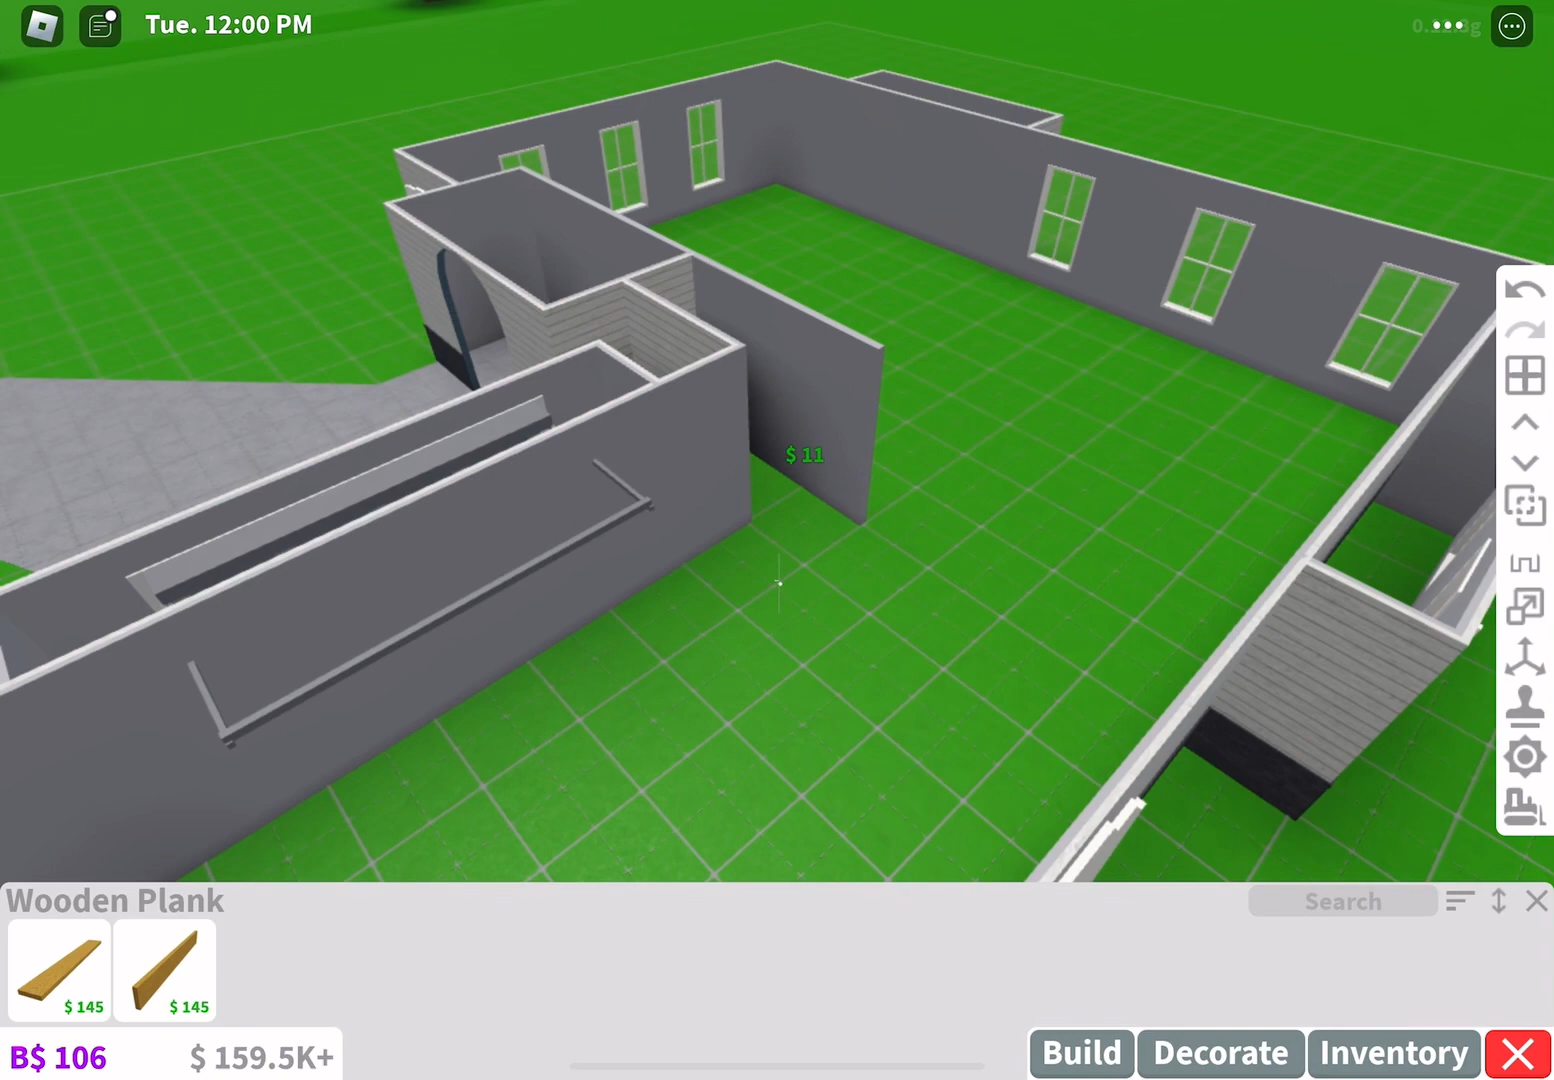 Tue. 12:00 PM
$ 11
Wooden Plank
Search
$ 145
$ 145
B$ 106
$ 159.5K+
Build
Decorate
Inventory